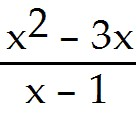 x² – 3x
x – 1